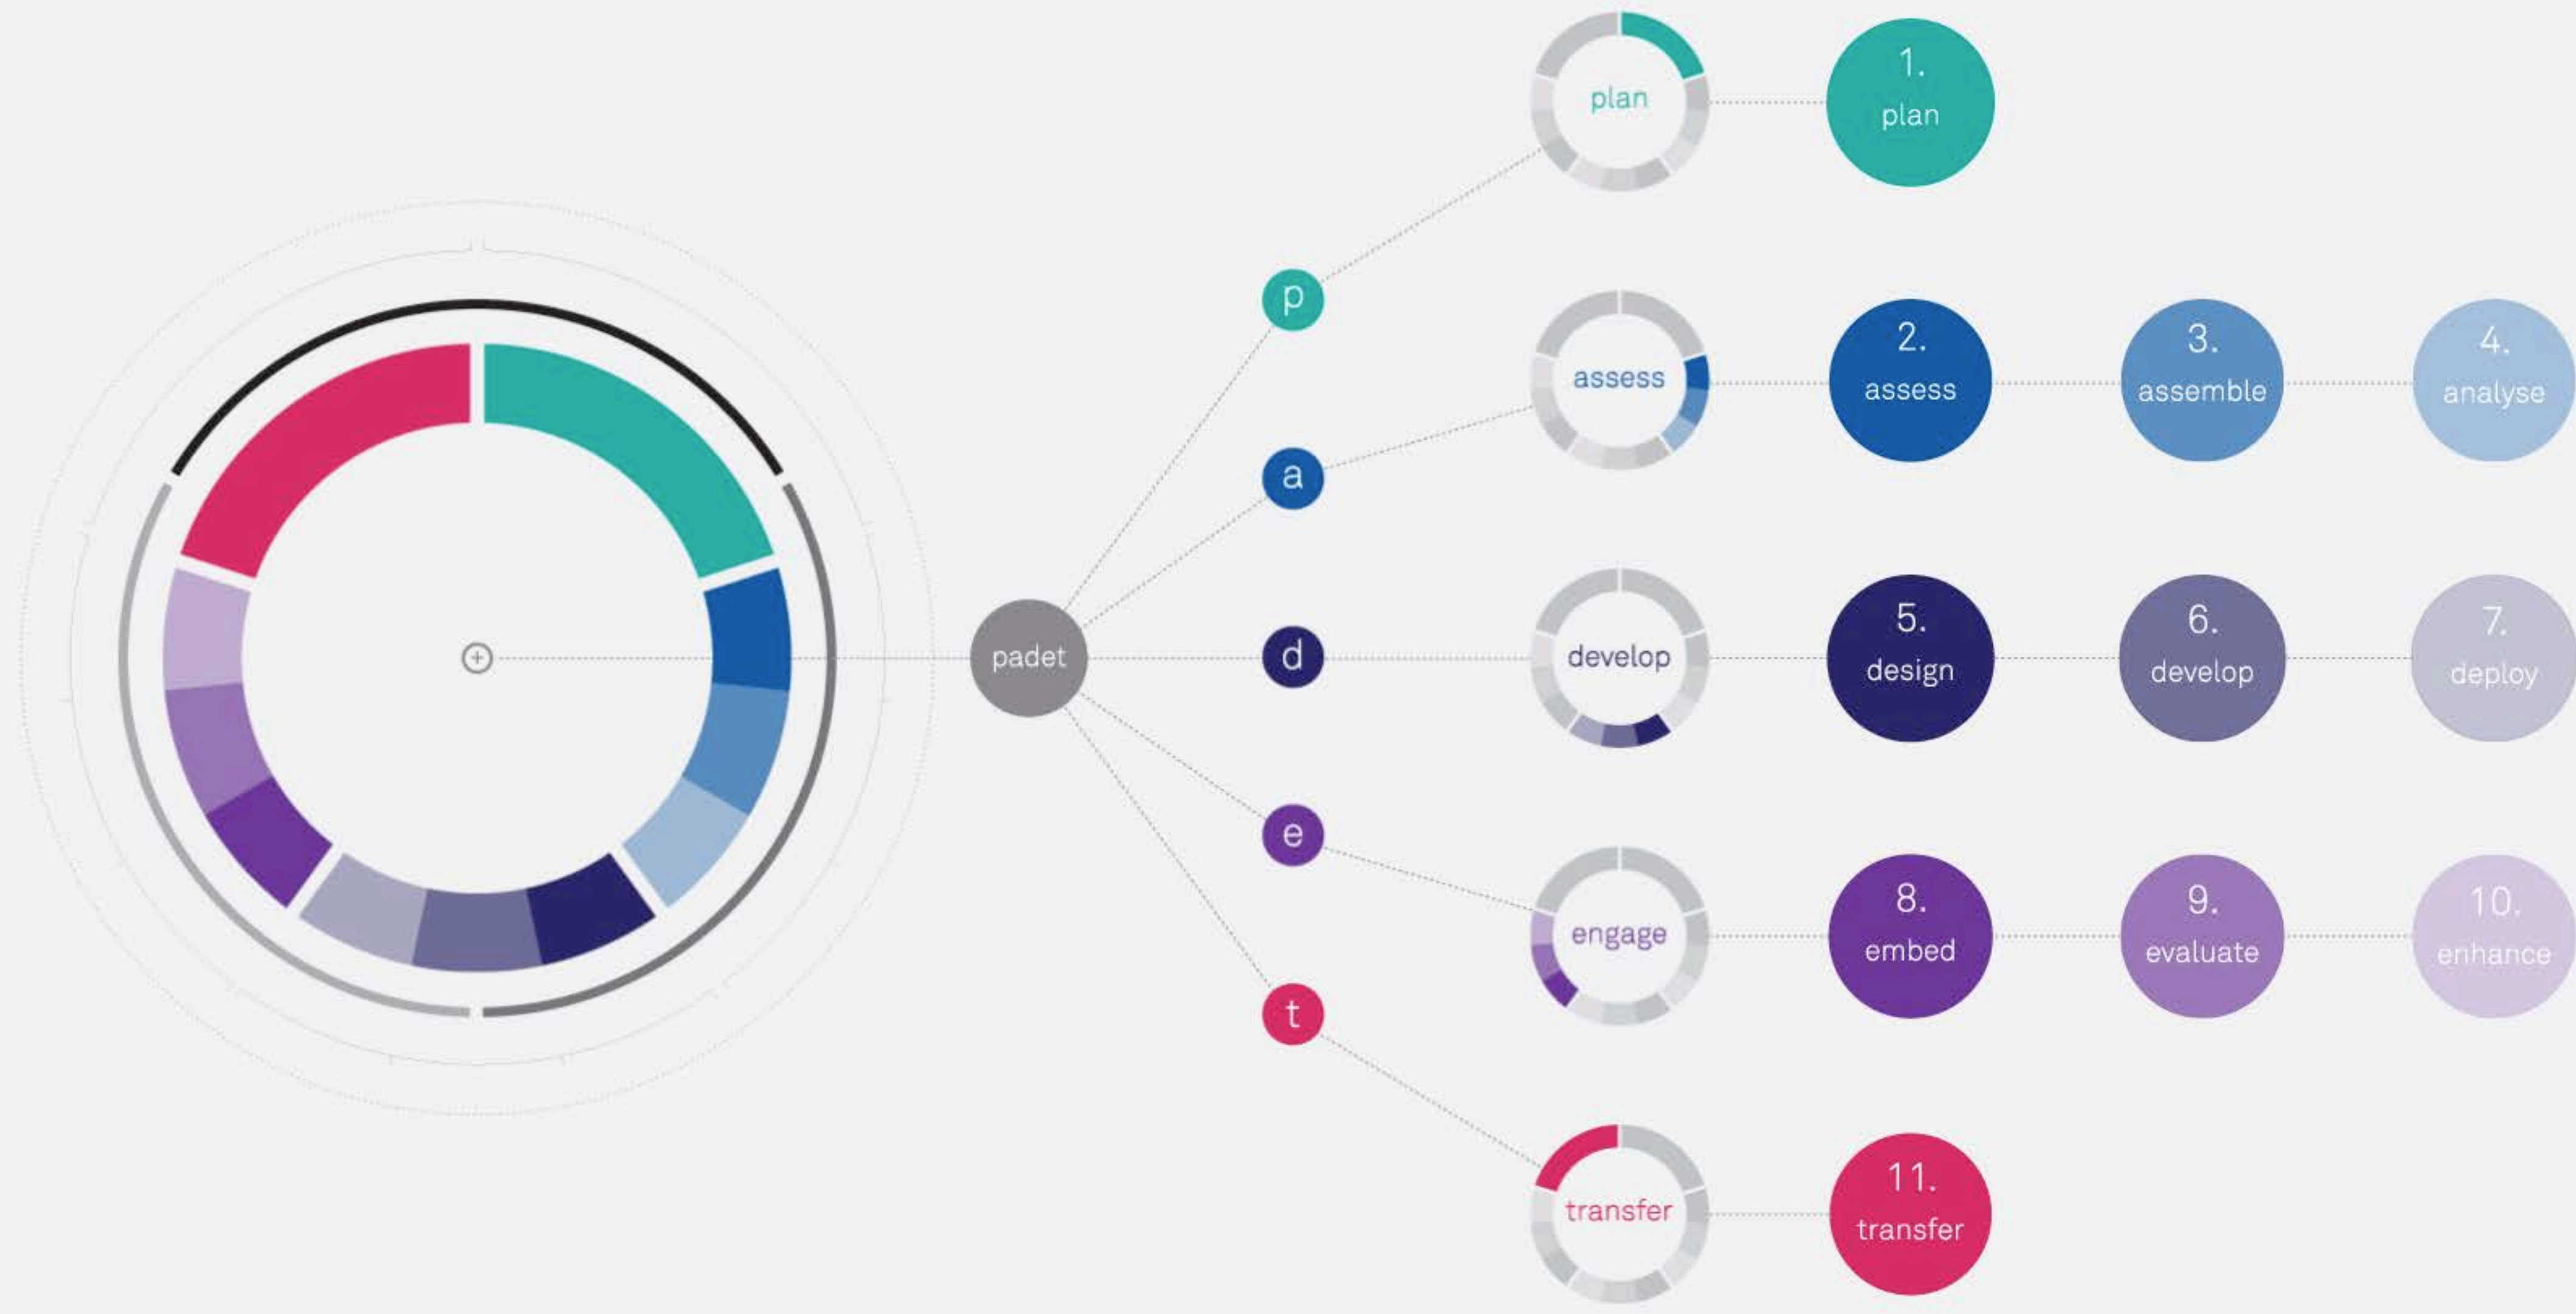 padet
p
a
d
e
t
plan
1.
plan
assess
2.
assess
3.
assemble
4.
analyse
develop
5.
design
6.
develop
7.
deploy
engage
8.
embed
9.
evaluate
10.
enhance
transfer
11.
transfer